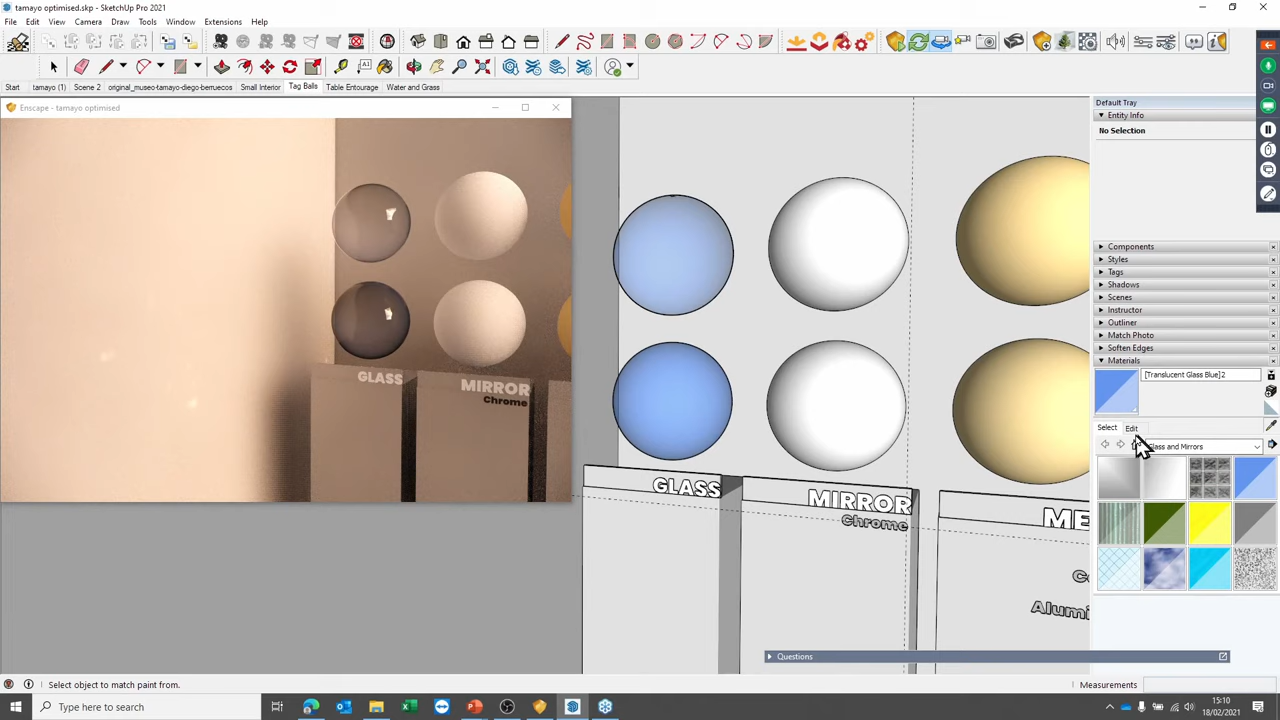 tamayo optimised.skp - SketchUp Pro 2021
File Edit View Camera Draw Tools Window Extensions Help
Start tamayo (1) Scene 2 original_museo-tamayo-diego-berruecos Small Interior Tag Balls Table Entourage Water and Grass
Enscape - tamayo optimised
GLASS
MIRROR
Chrome
GLASS
MIRROR
Chrome
ME
Co
Alumi
Default Tray
Entity Info
No Selection
Components
Styles
Tags
Shadows
Scenes
Instructor
Outliner
Match Photo
Soften Edges
Materials
[Translucent Glass Blue]2
Select Edit
Glass and Mirrors
Questions
Select object to match paint from.
Measurements
Type here to search
15:10
18/02/2021